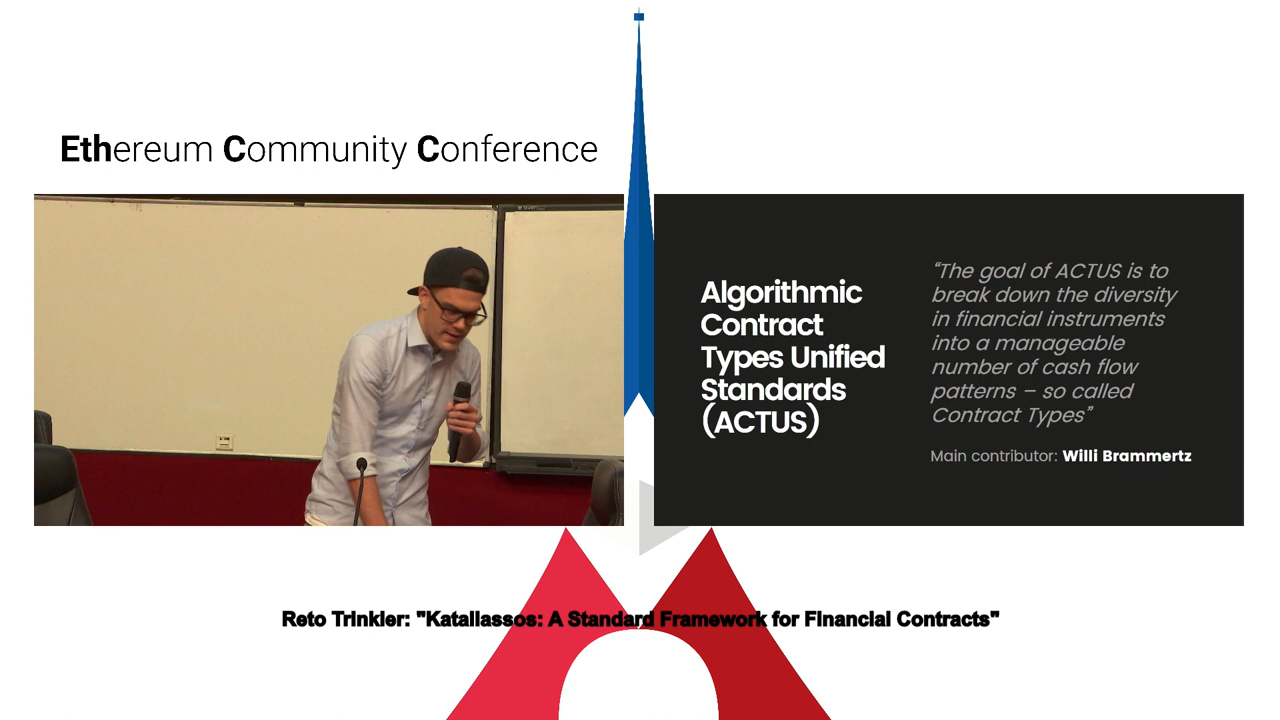 Ethereum Community Conference
Algorithmic
Contract
Types Unified
Standards
(ACTUS)
“The goal of ACTUS is to
break down the diversity
in financial instruments
into a manageable
number of cash flow
patterns – so called
Contract Types”
Main contributor: Willi Brammertz
Reto Trinkler: "Katallassos: A Standard Framework for Financial Contracts"